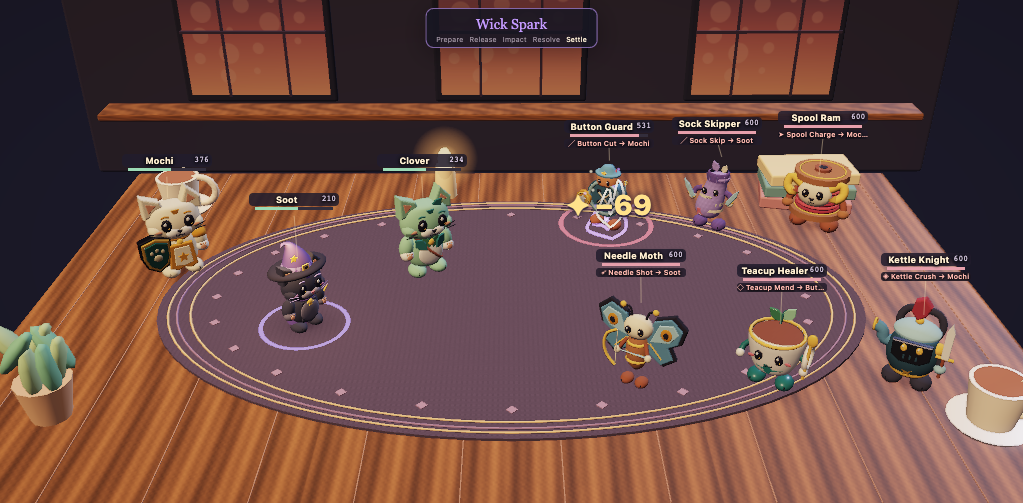 Wick Spark
Prepare Release Impact Resolve Settle
Button Guard 531
Button Cut → Mochi
Sock Skipper 600
Sock Skip → Soot
Spool Ram 600
Spool Charge → Moc...
Mochi 376
Clover 234
Soot 210
-69
Needle Moth 600
Needle Shot → Soot
Teacup Healer 600
Teacup Mend → But...
Kettle Knight 600
Kettle Crush → Mochi